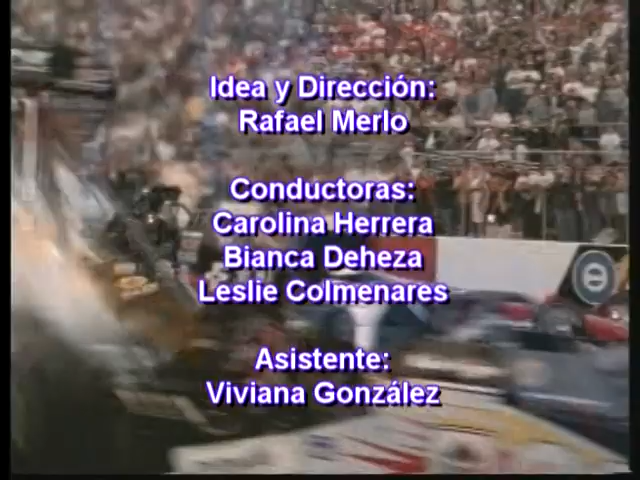 Idea y Dirección:
Rafael Merlo
Conductoras:
Carolina Herrera
Bianca Deheza
Leslie Colmenares
Asistente:
Viviana González